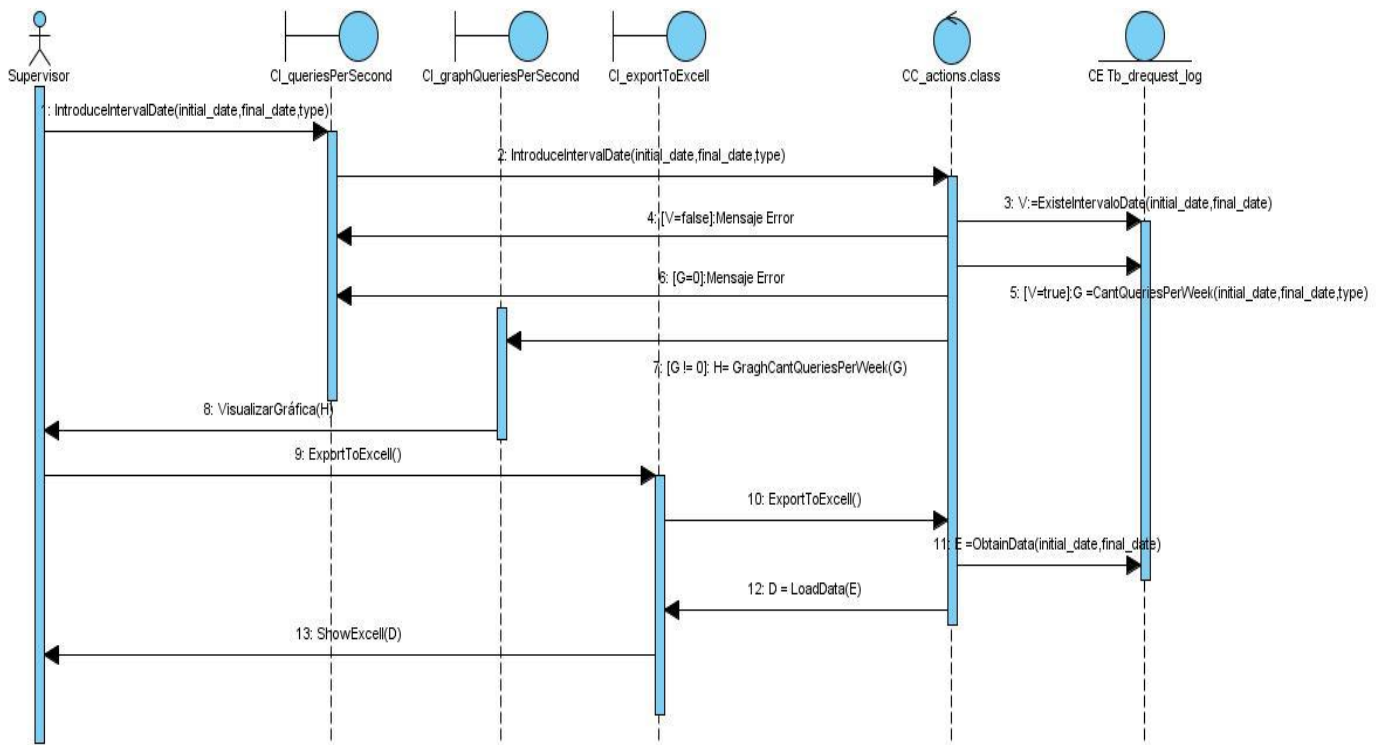 Supervisor
CI_queriesPerSecond
CI_graphQueriesPerSecond
CI_exportToExcell
CC_actions.class
CE Tb_drequest_log
1: IntroduceIntervalDate(initial_date,final_date,type)
2: IntroduceIntervalDate(initial_date,final_date,type)
3: V:=ExisteIntervaloDate(initial_date,final_date)
4: [V=false]:Mensaje Error
5: [V=true]:G =CantQueriesPerWeek(initial_date,final_date,type)
6: [G=0]:Mensaje Error
7: [G != 0]: H= GraghCantQueriesPerWeek(G)
8: VisualizarGráfica(H)
9: ExportToExcell()
10: ExportToExcell()
11: E =ObtainData(initial_date,final_date)
12: D = LoadData(E)
13: ShowExcell(D)